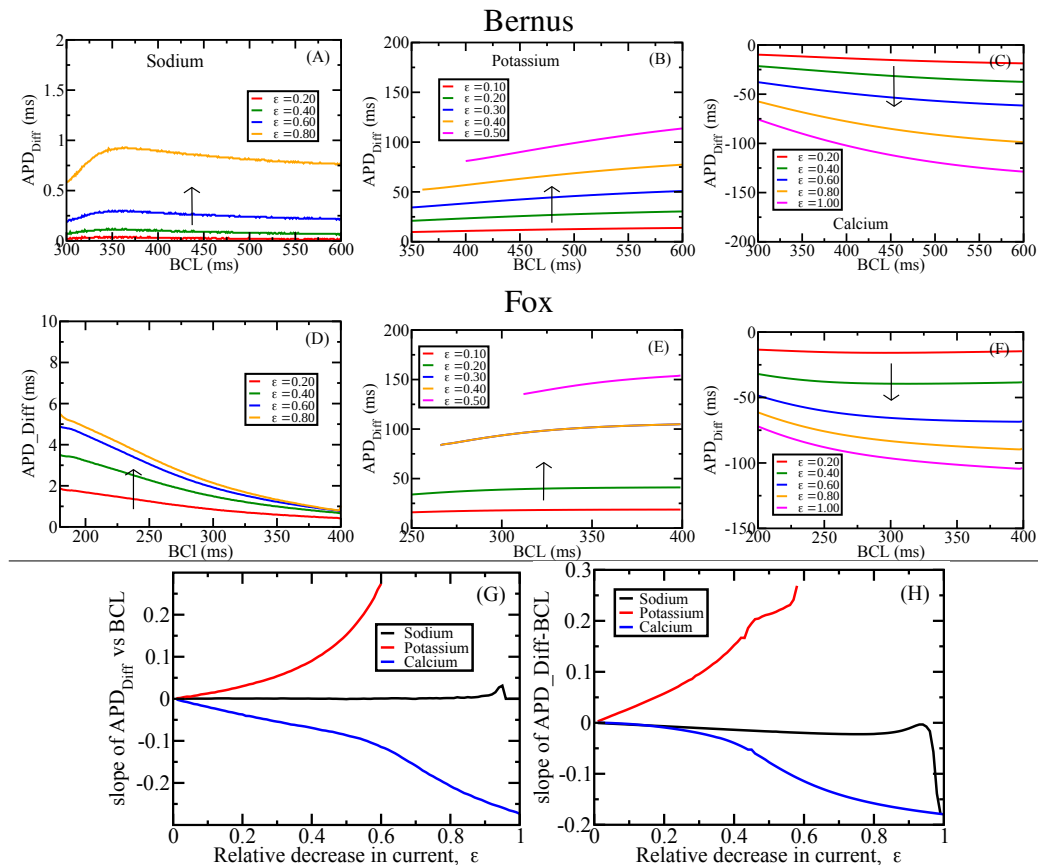 Bernus
(A)
Sodium
2
1.5
1
0.5
0
300 350 400 450 500 550 600
BCL (ms)
APD_Diff (ms)
ε = 0.20
ε = 0.40
ε = 0.60
ε = 0.80
(B)
Potassium
200
150
100
50
0
350 400 450 500 550 600
BCL (ms)
APD_Diff (ms)
ε = 0.10
ε = 0.20
ε = 0.30
ε = 0.40
ε = 0.50
(C)
0
-50
-100
-150
-200
300 350 400 450 500 550 600
BCL (ms)
APD_Diff (ms)
ε = 0.20
ε = 0.40
ε = 0.60
ε = 0.80
ε = 1.00
Calcium
Fox
(D)
10
8
6
4
2
0
200 250 300 350 400
BCl (ms)
APD_Diff (ms)
ε = 0.20
ε = 0.40
ε = 0.60
ε = 0.80
(E)
200
150
100
50
0
250 300 350 400
BCL (ms)
APD_Diff (ms)
ε = 0.10
ε = 0.20
ε = 0.30
ε = 0.40
ε = 0.50
(F)
0
-50
-100
-150
200 250 300 350 400
BCL (ms)
APD_Diff (ms)
ε = 0.20
ε = 0.40
ε = 0.60
ε = 0.80
ε = 1.00
(G)
0.2
0.1
0
-0.1
-0.2
0 0.2 0.4 0.6 0.8 1
Relative decrease in current, ε
slope of APD_Diff vs BCL
Sodium
Potassium
Calcium
(H)
0.3
0.2
0.1
0
-0.1
-0.2
0 0.2 0.4 0.6 0.8 1
Relative decrease in current, ε
slope of APD_Diff-BCL
Sodium
Potassium
Calcium